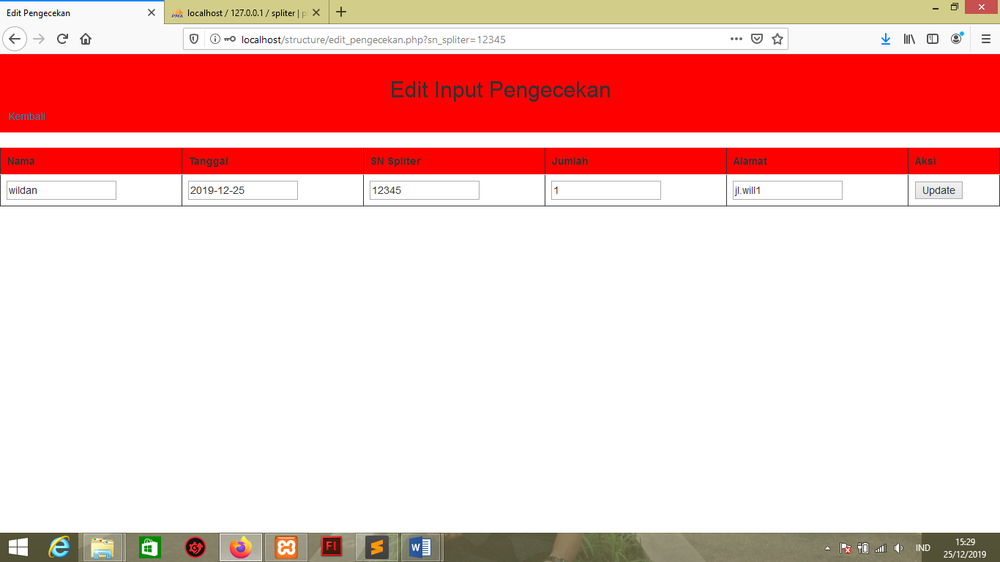 Edit Pengecekan
localhost / 127.0.0.1 / spliter | p
localhost/structure/edit_pengecekan.php?sn_spliter=12345
Edit Input Pengecekan
Kembali
Nama Tanggal SN Spliter Jumlah Alamat Aksi
wildan 2019-12-25 12345 1 jl.will1 Update
IND
15:29
25/12/2019